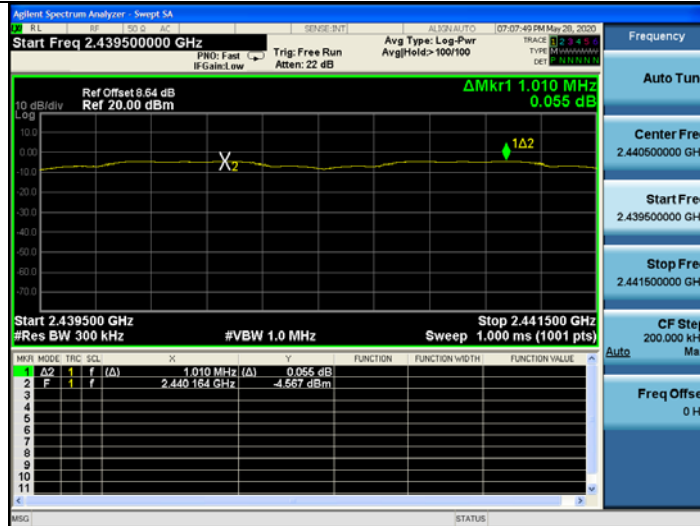 Agilent Spectrum Analyzer - Swept SA
RL RF 50 Ω AC SENSE:INT ALIGN AUTO 07:07:49 PM May 28, 2020
Start Freq 2.439500000 GHz
PNO: Fast
IFGain:Low
Trig: Free Run
Atten: 22 dB
Avg Type: Log-Pwr
Avg|Hold:>100/100
TRACE 1 2 3 4 5 6
TYPE
DET P N N N N N
Ref Offset 8.64 dB
Ref 20.00 dBm
10 dB/div
Log
ΔMkr1 1.010 MHz
0.055 dB
10.0
0.00
-10.0
-20.0
-30.0
-40.0
-50.0
-60.0
-70.0
X2
1Δ2
Start 2.439500 GHz
Stop 2.441500 GHz
#Res BW 300 kHz
#VBW 1.0 MHz
Sweep 1.000 ms (1001 pts)
MKR MODE TRC SCL X Y FUNCTION FUNCTION WIDTH FUNCTION VALUE
1 Δ2 1 f (Δ) 1.010 MHz (Δ) 0.055 dB
2 F 1 f 2.440 164 GHz -4.567 dBm
3
4
5
6
7
8
9
10
11
MSG
STATUS
Frequency
Auto Tun
Center Fre
2.440500000 GH
Start Fre
2.439500000 GH
Stop Fre
2.441500000 GH
CF Step
200.000 kH
Auto Ma
Freq Offse
0 H